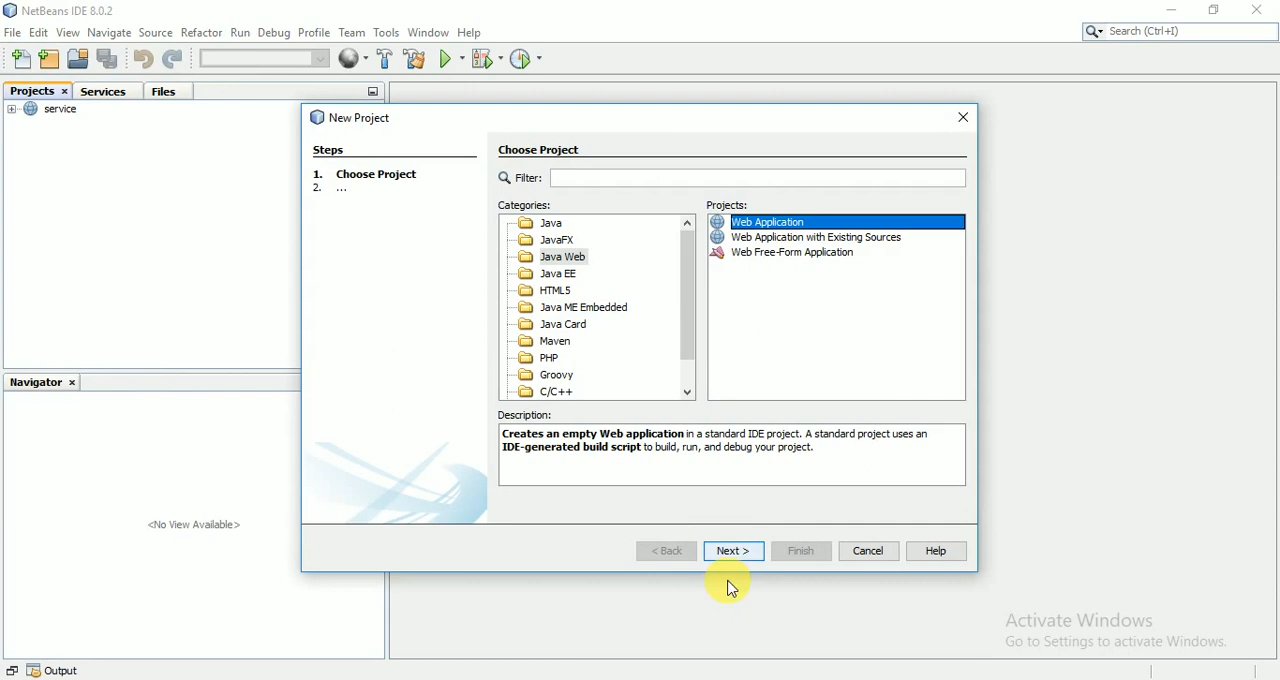 NetBeans IDE 8.0.2
File Edit View Navigate Source Refactor Run Debug Profile Team Tools Window Help
Search (Ctrl+I)
Projects Services Files
service
New Project
Steps
1. Choose Project
2. ...
Choose Project
Filter:
Categories:
Java
JavaFX
Java Web
Java EE
HTML5
Java ME Embedded
Java Card
Maven
PHP
Groovy
C/C++
Projects:
Web Application
Web Application with Existing Sources
Web Free-Form Application
Description:
Creates an empty Web application in a standard IDE project. A standard project uses an
IDE-generated build script to build, run, and debug your project.
< Back Next > Finish Cancel Help
Navigator
<No View Available>
Activate Windows
Go to Settings to activate Windows.
Output